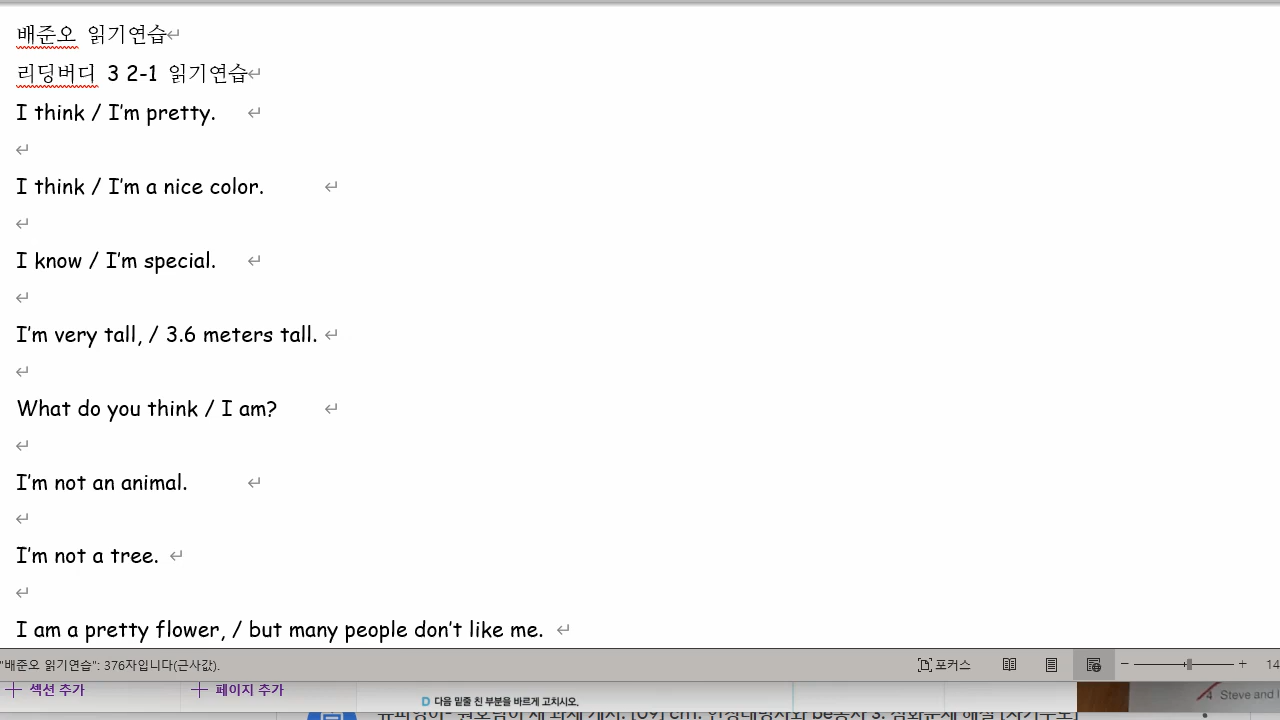 배준오 읽기연습
리딩버디 3 2-1 읽기연습
I think / I'm pretty.
I think / I'm a nice color.
I know / I'm special.
I'm very tall, / 3.6 meters tall.
What do you think / I am?
I'm not an animal.
I'm not a tree.
I am a pretty flower, / but many people don't like me.
"배준오 읽기연습": 376자입니다(근사값).
포커스
14
섹션 추가
페이지 추가
D 다음 밑줄 친 부분을 바르게 고치시오.
4 Steve and